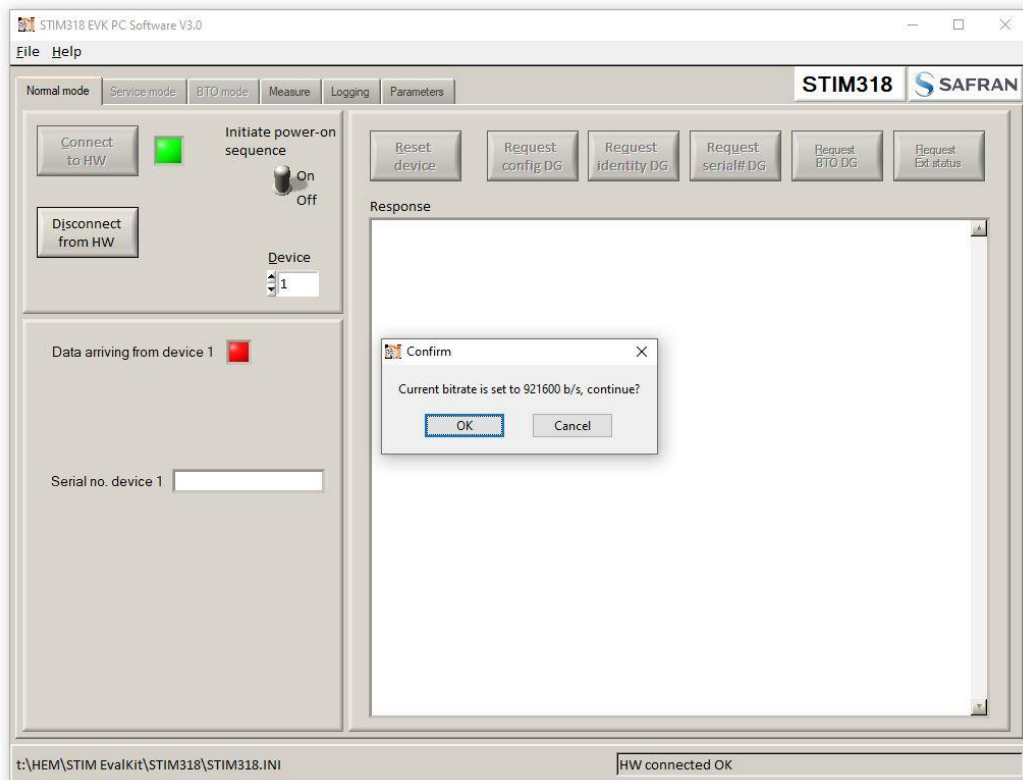 STIM318 EVK PC Software V3.0
File Help
Normal mode Service mode BTO mode Measure Logging Parameters
STIM318 SAFRAN
Connect
to HW
Initiate power-on
sequence
On
Off
Disconnect
from HW
Device
1
Reset
device
Request
config DG
Request
identity DG
Request
serial# DG
Request
BTO DG
Request
Ext status
Response
Data arriving from device 1
Serial no. device 1
Confirm
Current bitrate is set to 921600 b/s, continue?
OK Cancel
t:\HEM\STIM EvalKit\STIM318\STIM318.INI
HW connected OK